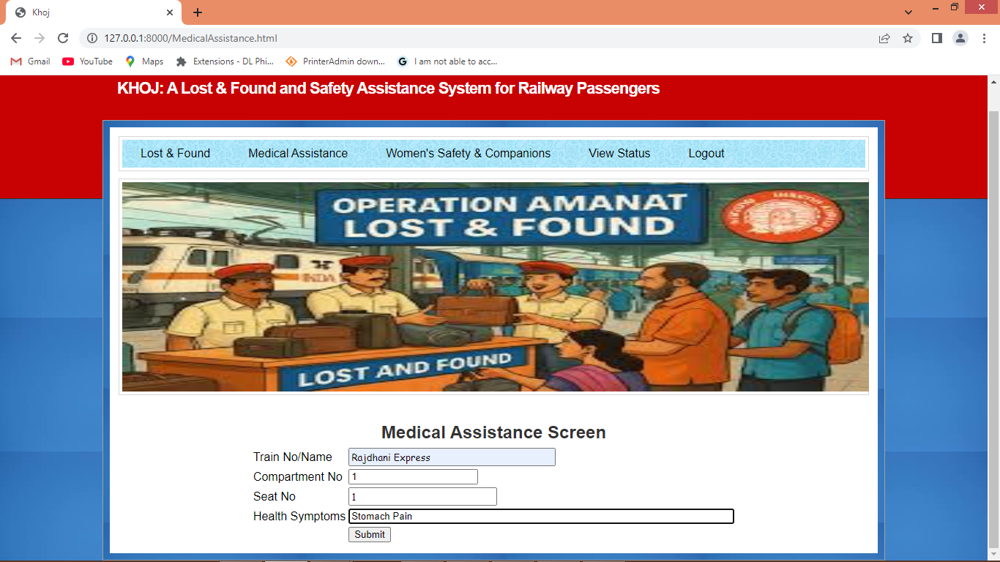 Khoj
127.0.0.1:8000/MedicalAssistance.html
Gmail YouTube Maps Extensions - DL Phi... PrinterAdmin down... I am not able to acc...
KHOJ: A Lost & Found and Safety Assistance System for Railway Passengers
Lost & Found Medical Assistance Women's Safety & Companions View Status Logout
OPERATION AMANAT
LOST & FOUND
LOST AND FOUND
Medical Assistance Screen
Train No/Name Rajdhani Express
Compartment No 1
Seat No 1
Health Symptoms Stomach Pain
Submit